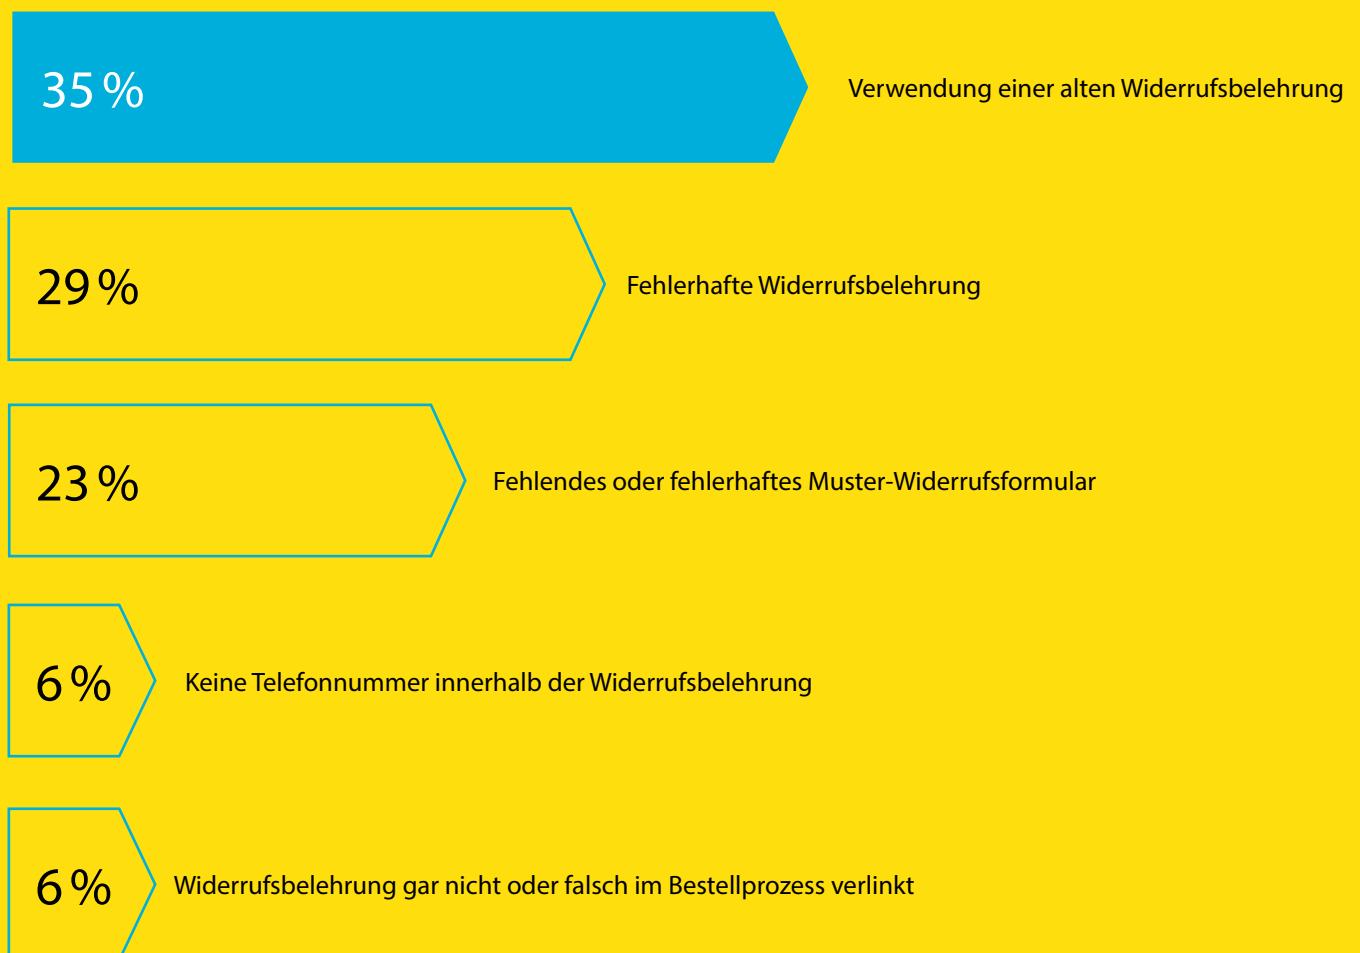 35 % Verwendung einer alten Widerrufsbelehrung
29 % Fehlerhafte Widerrufsbelehrung
23 % Fehlendes oder fehlerhaftes Muster-Widerrufsformular
6 % Keine Telefonnummer innerhalb der Widerrufsbelehrung
6 % Widerrufsbelehrung gar nicht oder falsch im Bestellprozess verlinkt